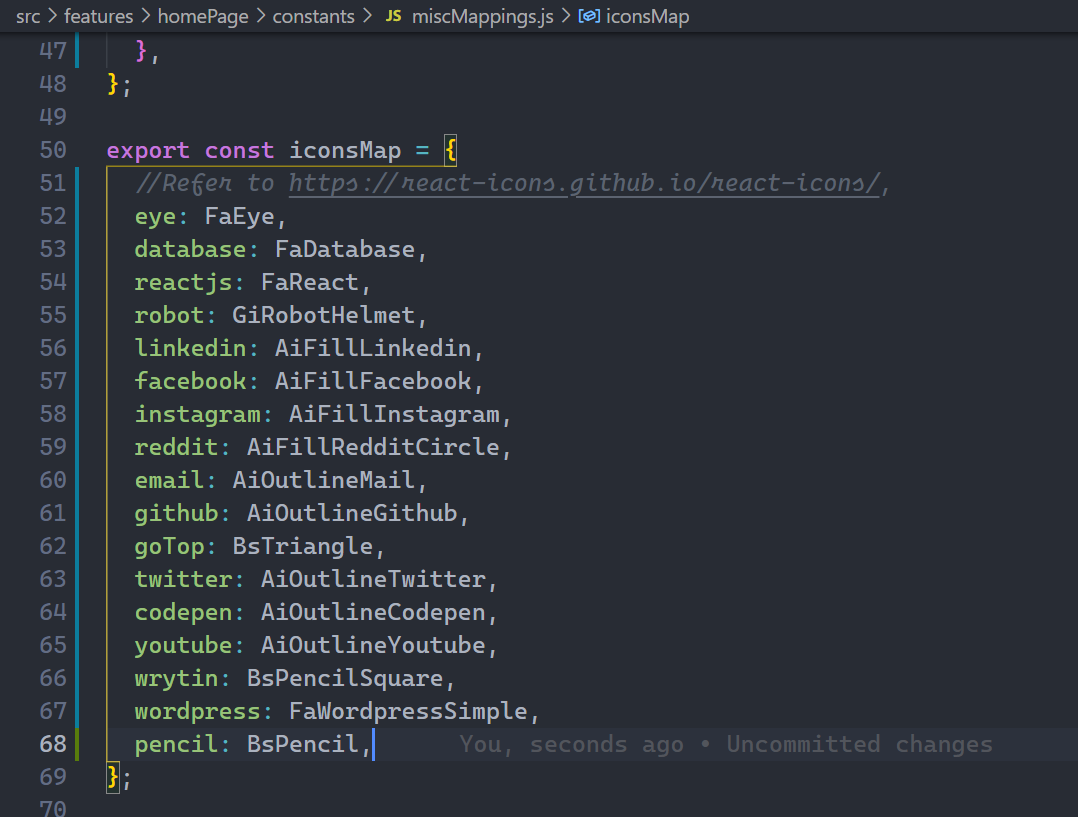 src > features > homePage > constants > JS miscMappings.js > iconsMap
47 },
48 };
49
50 export const iconsMap = {
51 //Refer to https://react-icons.github.io/react-icons/,
52 eye: FaEye,
53 database: FaDatabase,
54 reactjs: FaReact,
55 robot: GiRobotHelmet,
56 linkedin: AiFillLinkedin,
57 facebook: AiFillFacebook,
58 instagram: AiFillInstagram,
59 reddit: AiFillRedditCircle,
60 email: AiOutlineMail,
61 github: AiOutlineGithub,
62 goTop: BsTriangle,
63 twitter: AiOutlineTwitter,
64 codepen: AiOutlineCodepen,
65 youtube: AiOutlineYoutube,
66 wrytin: BsPencilSquare,
67 wordpress: FaWordpressSimple,
68 pencil: BsPencil, You, seconds ago • Uncommitted changes
69 };
70